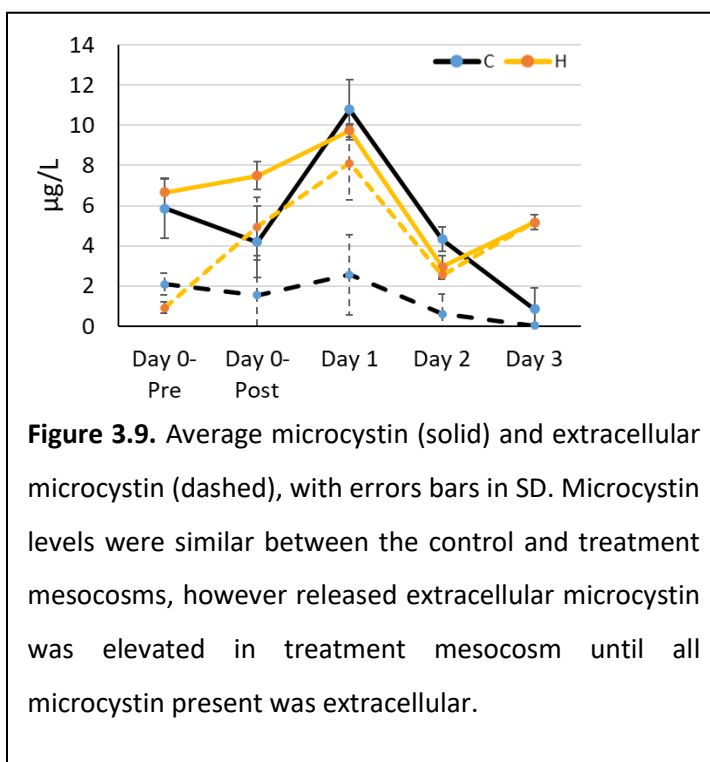 14
C
H
12
10
8
µg/L
6
4
2
0
Day 0-
Pre
Day 0-
Post
Day 1
Day 2
Day 3
Figure 3.9. Average microcystin (solid) and extracellular
microcystin (dashed), with errors bars in SD. Microcystin
levels were similar between the control and treatment
mesocosms, however released extracellular microcystin
was elevated in treatment mesocosm until all
microcystin present was extracellular.